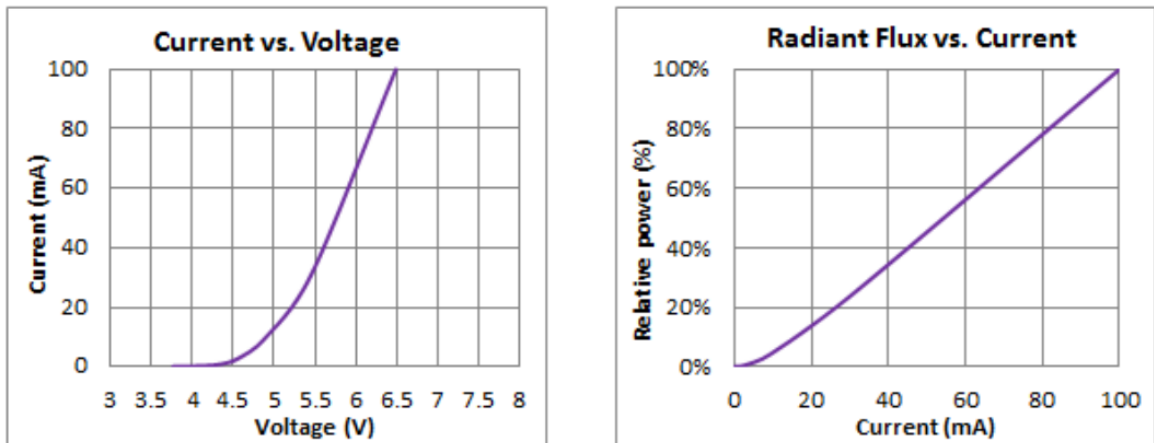 Current vs. Voltage
Current (mA)
100
80
60
40
20
0
3 3.5 4 4.5 5 5.5 6 6.5 7 7.5 8
Voltage (V)
Radiant Flux vs. Current
Relative power (%)
100%
80%
60%
40%
20%
0%
0 20 40 60 80 100
Current (mA)